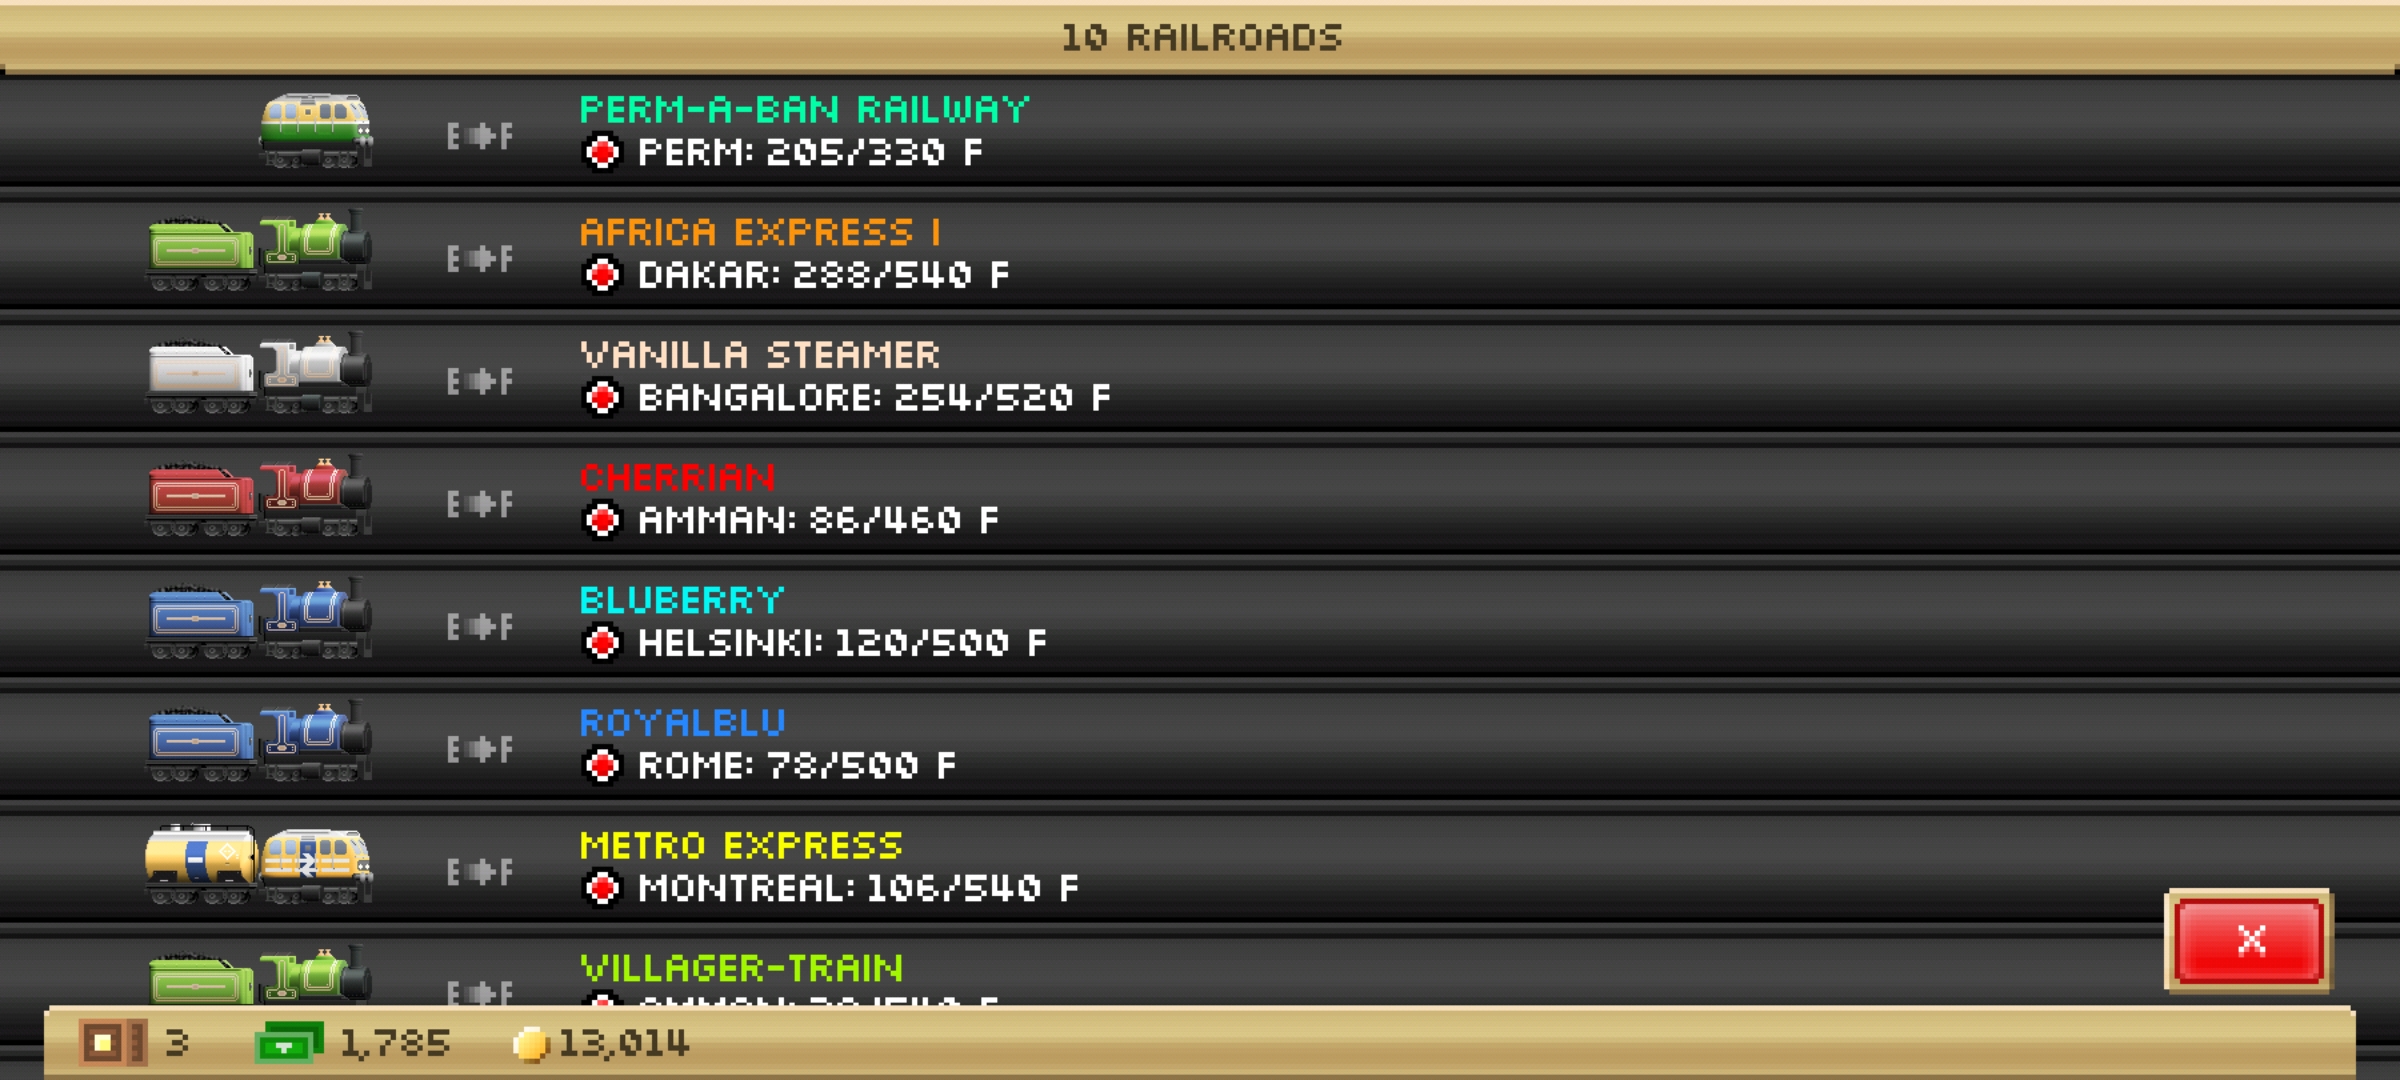 10 RAILROADS
PERM-A-BAN RAILWAY
E F
PERM: 205/330 F
AFRICA EXPRESS I
E F
DAKAR: 288/540 F
VANILLA STEAMER
E F
BANGALORE: 254/520 F
CHERRIAN
E F
AMMAN: 86/460 F
BLUBERRY
E F
HELSINKI: 120/500 F
ROYALBLU
E F
ROME: 78/500 F
METRO EXPRESS
E F
MONTREAL: 106/540 F
X
VILLAGER-TRAIN
E F
3 1,785 13,014